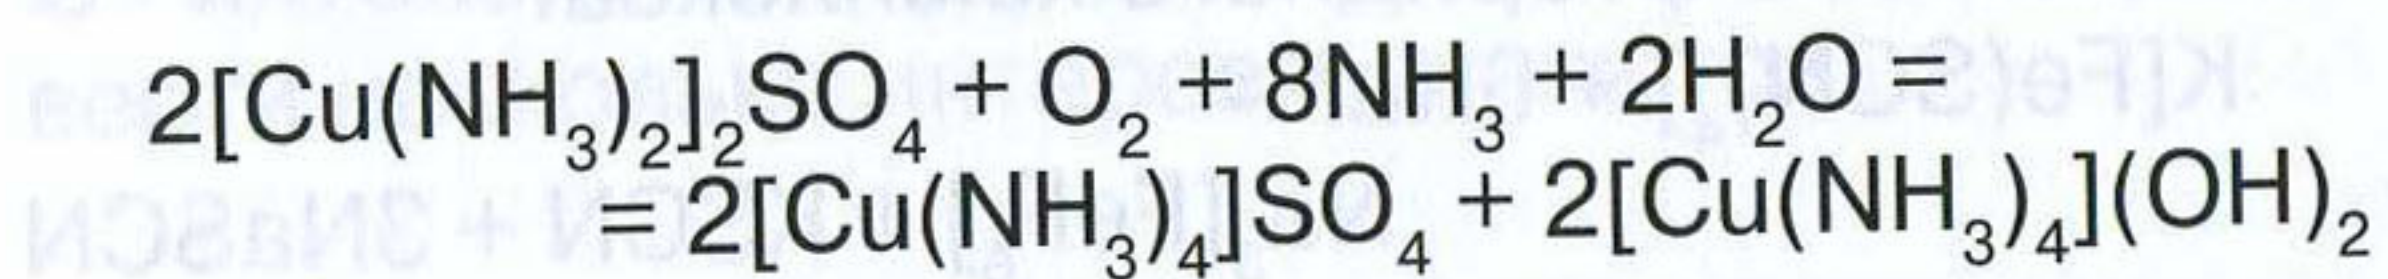 2[Cu(NH₃)₂]₂SO₄ + O₂ + 8NH₃ + 2H₂O =
= 2[Cu(NH₃)₄]SO₄ + 2[Cu(NH₃)₄](OH)₂